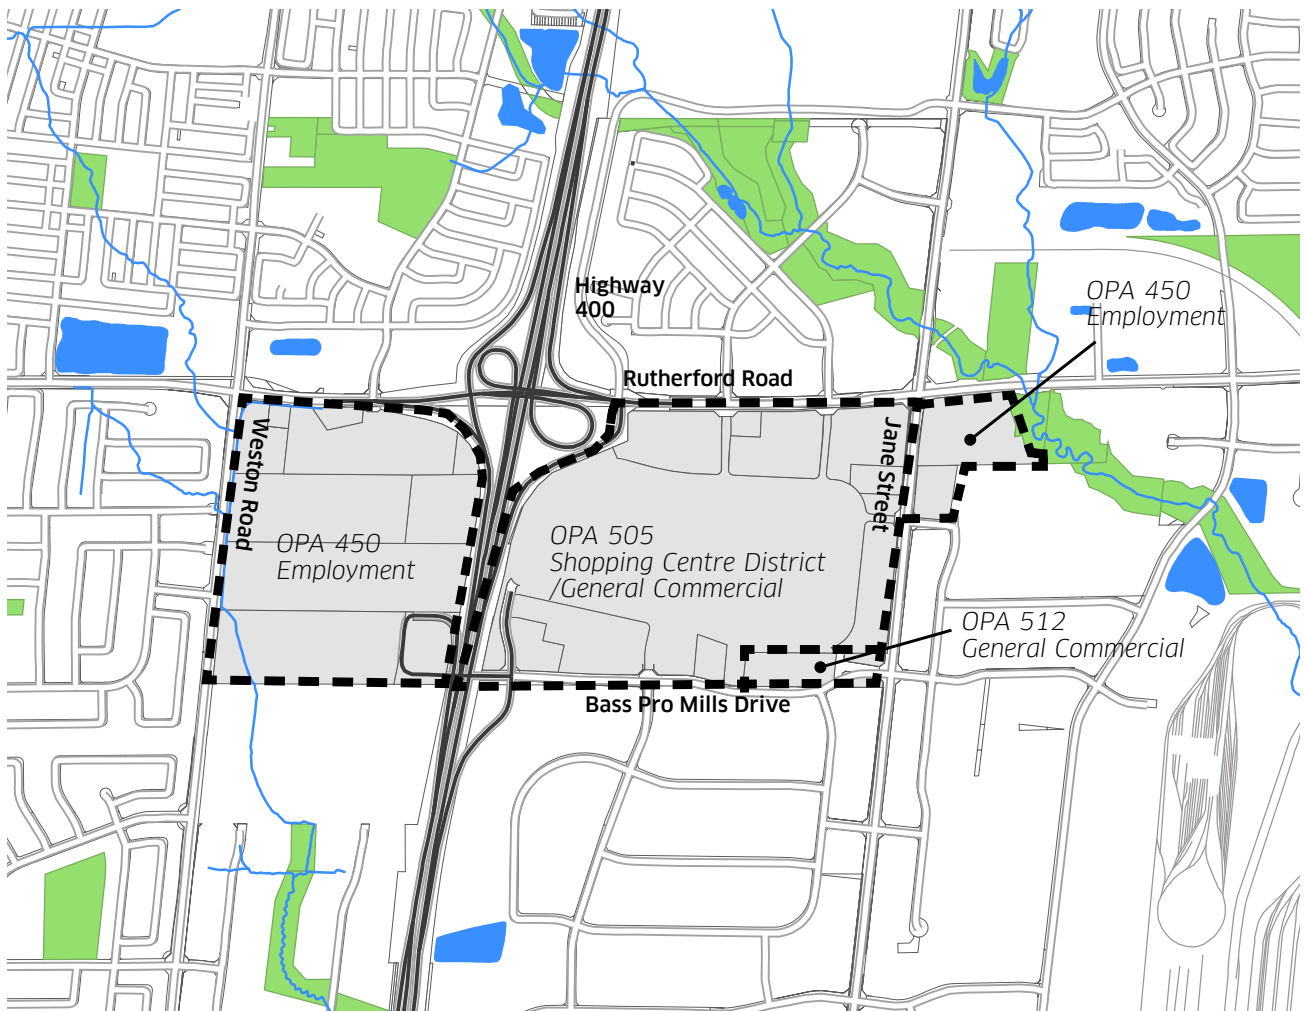 Highway
400
OPA 450
Employment
Rutherford Road
Weston Road
Jane Street
OPA 450
Employment
OPA 505
Shopping Centre District
/General Commercial
OPA 512
General Commercial
Bass Pro Mills Drive